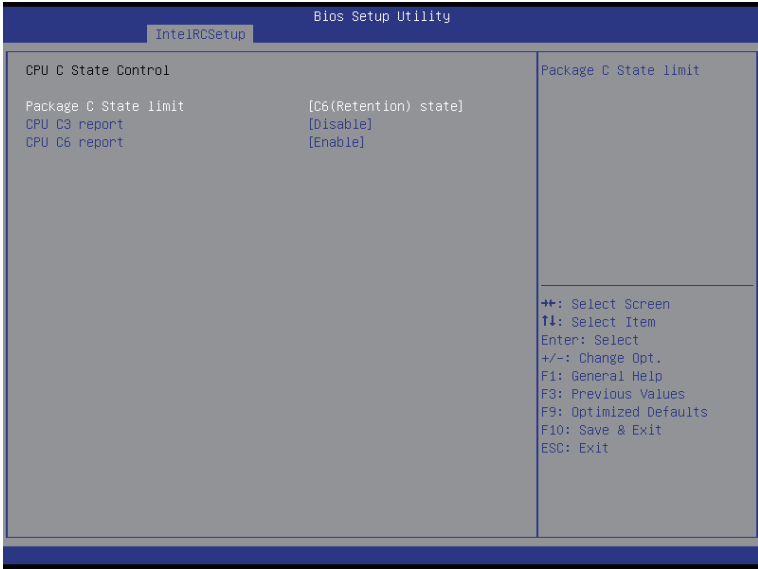 Bios Setup Utility
IntelRCSetup
CPU C State Control
Package C State limit [C6(Retention) state]
CPU C3 report [Disable]
CPU C6 report [Enable]
Package C State limit
→←: Select Screen
↑↓: Select Item
Enter: Select
+/-: Change Opt.
F1: General Help
F3: Previous Values
F9: Optimized Defaults
F10: Save & Exit
ESC: Exit